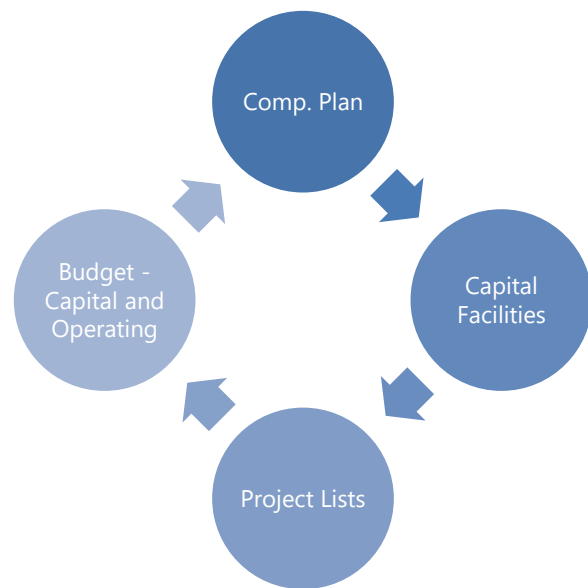 Comp. Plan
Capital
Facilities
Project Lists
Budget -
Capital and
Operating